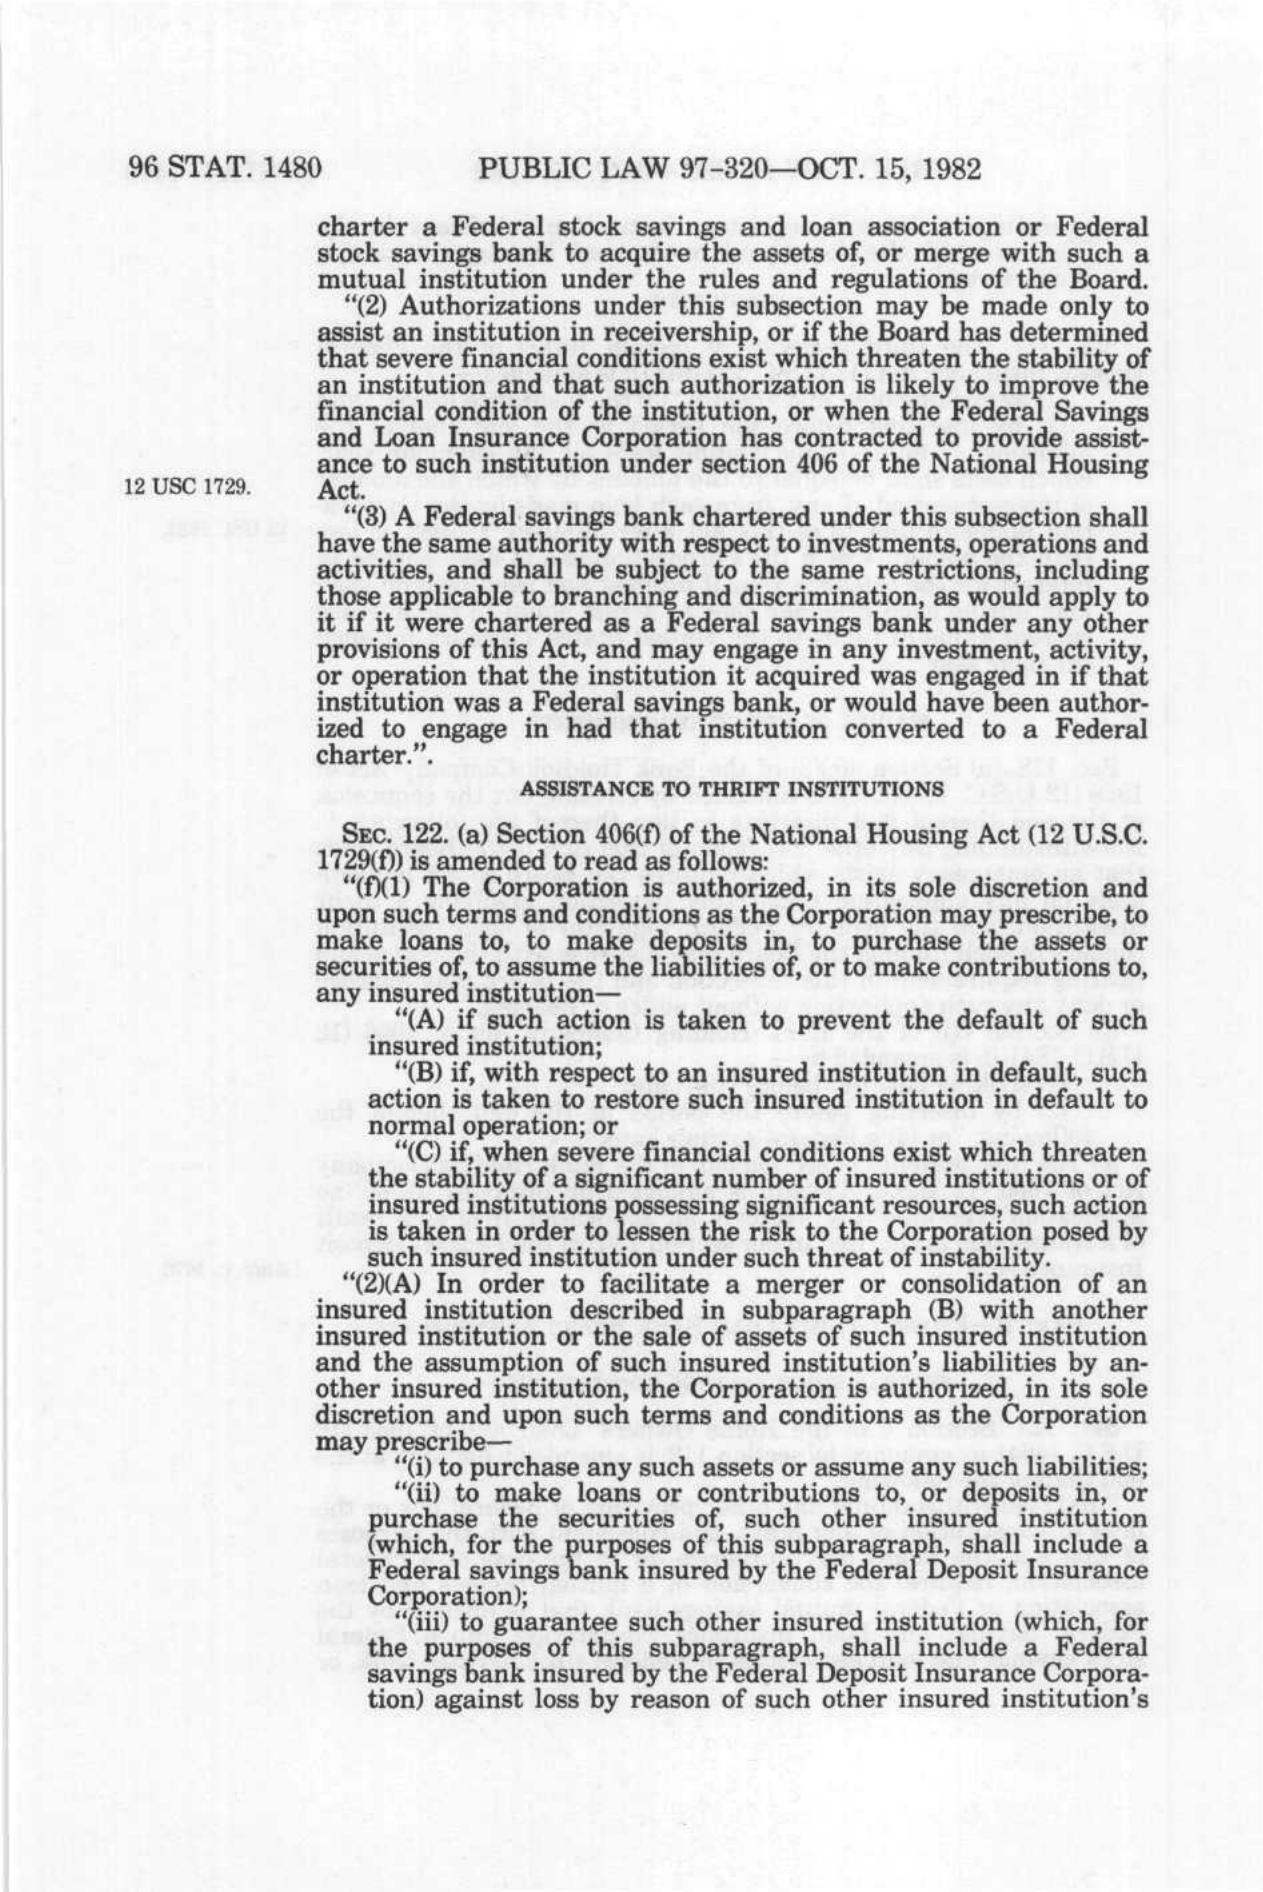 96 STAT. 1480 PUBLIC LAW 97-320—OCT. 15, 1982
charter a Federal stock savings and loan association or Federal
stock savings bank to acquire the assets of, or merge with such a
mutual institution under the rules and regulations of the Board.
“(2) Authorizations under this subsection may be made only to
assist an institution in receivership, or if the Board has determined
that severe financial conditions exist which threaten the stability of
an institution and that such authorization is likely to improve the
financial condition of the institution, or when the Federal Savings
and Loan Insurance Corporation has contracted to provide assist-
ance to such institution under section 406 of the National Housing
12 USC 1729.
Act.
“(3) A Federal savings bank chartered under this subsection shall
have the same authority with respect to investments, operations and
activities, and shall be subject to the same restrictions, including
those applicable to branching and discrimination, as would apply to
it if it were chartered as a Federal savings bank under any other
provisions of this Act, and may engage in any investment, activity,
or operation that the institution it acquired was engaged in if that
institution was a Federal savings bank, or would have been author-
ized to engage in had that institution converted to a Federal
charter.”.
ASSISTANCE TO THRIFT INSTITUTIONS
SEC. 122. (a) Section 406(f) of the National Housing Act (12 U.S.C.
1729(f)) is amended to read as follows:
“(f)(1) The Corporation is authorized, in its sole discretion and
upon such terms and conditions as the Corporation may prescribe, to
make loans to, to make deposits in, to purchase the assets or
securities of, to assume the liabilities of, or to make contributions to,
any insured institution—
“(A) if such action is taken to prevent the default of such
insured institution;
“(B) if, with respect to an insured institution in default, such
action is taken to restore such insured institution in default to
normal operation; or
“(C) if, when severe financial conditions exist which threaten
the stability of a significant number of insured institutions or of
insured institutions possessing significant resources, such action
is taken in order to lessen the risk to the Corporation posed by
such insured institution under such threat of instability.
“(2)(A) In order to facilitate a merger or consolidation of an
insured institution described in subparagraph (B) with another
insured institution or the sale of assets of such insured institution
and the assumption of such insured institution's liabilities by an-
other insured institution, the Corporation is authorized, in its sole
discretion and upon such terms and conditions as the Corporation
may prescribe—
“(i) to purchase any such assets or assume any such liabilities;
“(ii) to make loans or contributions to, or deposits in, or
purchase the securities of, such other insured institution
(which, for the purposes of this subparagraph, shall include a
Federal savings bank insured by the Federal Deposit Insurance
Corporation);
“(iii) to guarantee such other insured institution (which, for
the purposes of this subparagraph, shall include a Federal
savings bank insured by the Federal Deposit Insurance Corpora-
tion) against loss by reason of such other insured institution's